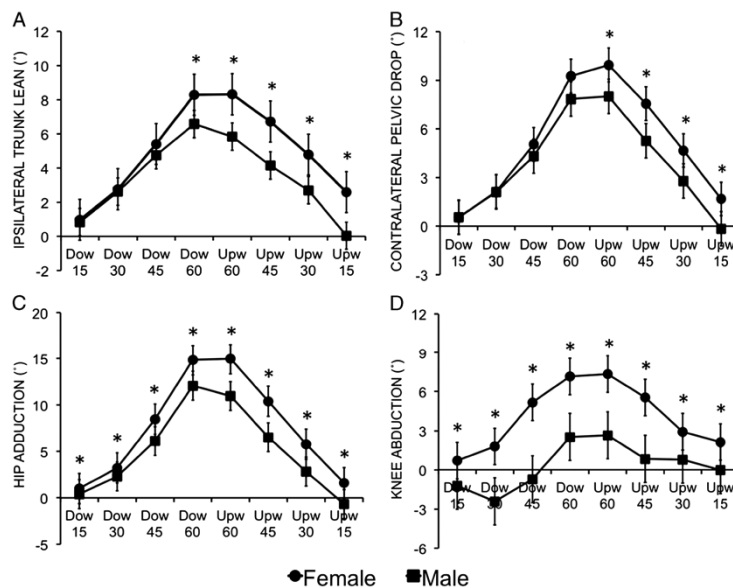 A
IPSILATERAL TRUNK LEAN (˚)
12
10
8
6
4
2
0
-2
* * * * *
Dow Dow Dow Dow Upw Upw Upw Upw
15 30 45 60 60 45 30 15
B
CONTRALATERAL PELVIC DROP (˚)
12
9
6
3
0
-3
* * * *
Dow Dow Dow Dow Upw Upw Upw Upw
15 30 45 60 60 45 30 15
C
HIP ADDUCTION (˚)
20
15
10
5
0
-5
* * * * * * * *
Dow Dow Dow Dow Upw Upw Upw Upw
15 30 45 60 60 45 30 15
D
KNEE ABDUCTION (˚)
12
9
6
3
0
-3
-6
* * * * * * * *
Dow Dow Dow Dow Upw Upw Upw Upw
15 30 45 60 60 45 30 15
Female Male